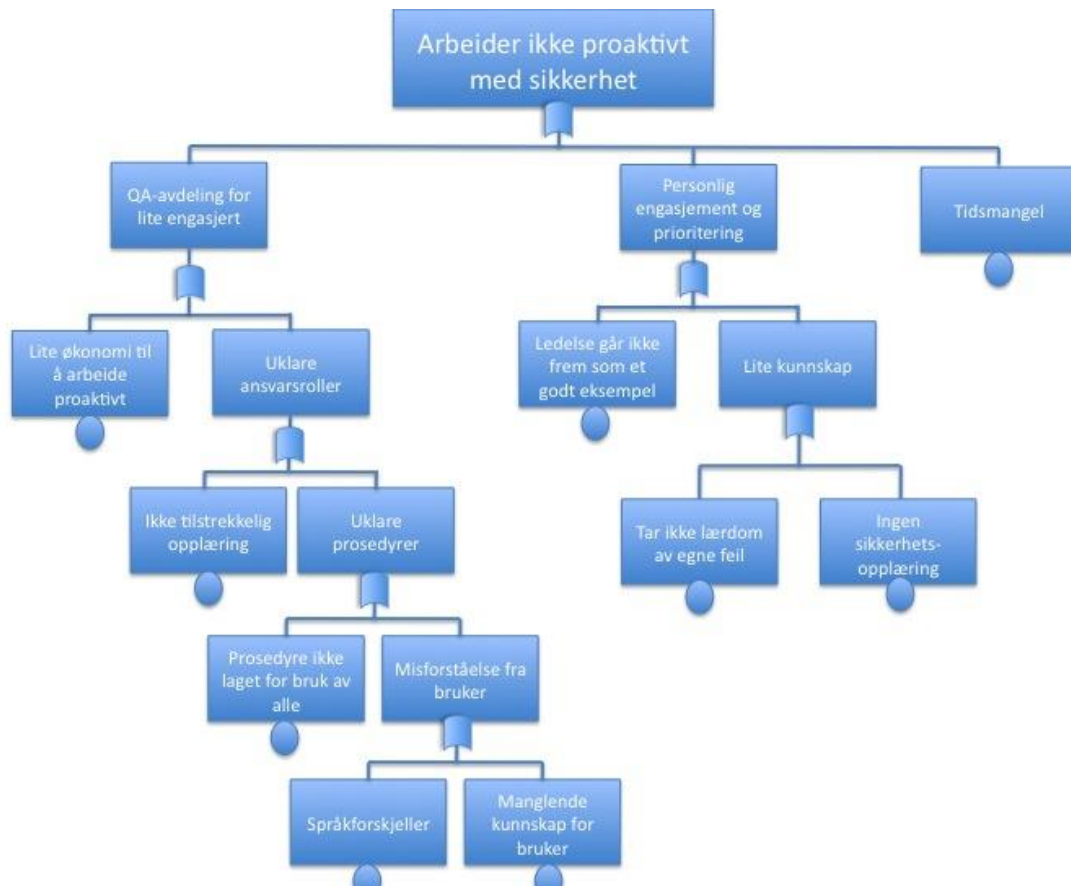 Arbeider ikke proaktivt
med sikkerhet
QA-avdeling for
lite engasjert
Personlig
engasjement og
prioritering
Tidsmangel
Lite økonomi til
å arbeide
proaktivt
Uklare
ansvarsroller
Ledelse går ikke
frem som et
godt eksempel
Lite kunnskap
Ikke tilstrekkelig
opplæring
Uklare
prosedyrer
Tar ikke lærdom
av egne feil
Ingen
sikkerhets-
opplæring
Prosedyre ikke
laget for bruk av
alle
Misforståelse fra
bruker
Språkforskjeller
Manglende
kunnskap for
bruker